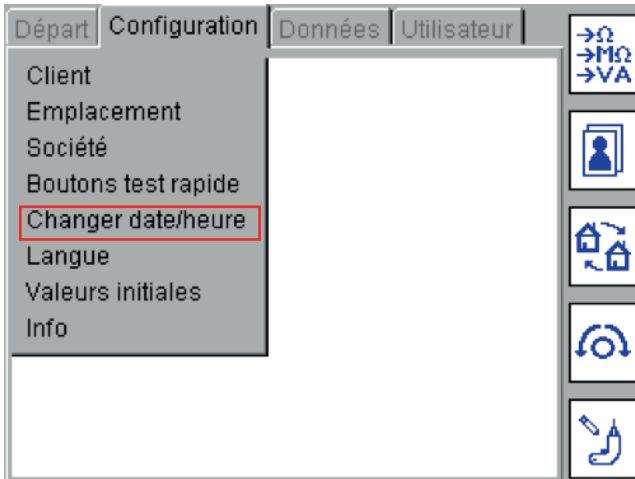 Départ Configuration Données Utilisateur
Client
Emplacement
Société
Boutons test rapide
Changer date/heure
Langue
Valeurs initiales
Info
→Ω
→MΩ
→VA